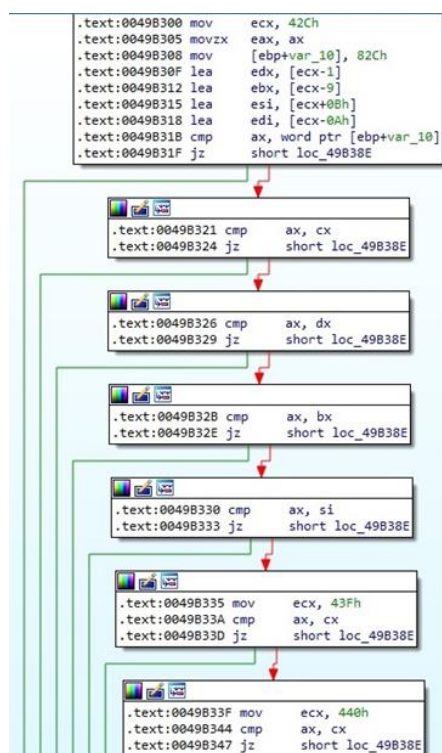 .text:0049B300 mov ecx, 42Ch
.text:0049B305 movzx eax, ax
.text:0049B308 mov [ebp+var_10], 82Ch
.text:0049B30F lea edx, [ecx-1]
.text:0049B312 lea ebx, [ecx-9]
.text:0049B315 lea esi, [ecx+0Bh]
.text:0049B318 lea edi, [ecx-0Ah]
.text:0049B31B cmp ax, word ptr [ebp+var_10]
.text:0049B31F jz short loc_49B38E
.text:0049B321 cmp ax, cx
.text:0049B324 jz short loc_49B38E
.text:0049B326 cmp ax, dx
.text:0049B329 jz short loc_49B38E
.text:0049B32B cmp ax, bx
.text:0049B32E jz short loc_49B38E
.text:0049B330 cmp ax, si
.text:0049B333 jz short loc_49B38E
.text:0049B335 mov ecx, 43Fh
.text:0049B33A cmp ax, cx
.text:0049B33D jz short loc_49B38E
.text:0049B33F mov ecx, 440h
.text:0049B344 cmp ax, cx
.text:0049B347 jz short loc_49B38E